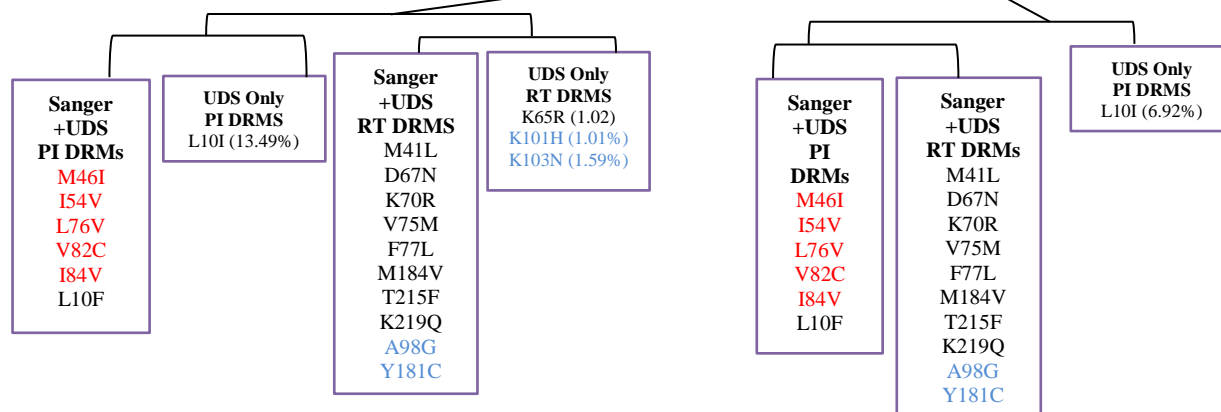 Sanger
+UDS
PI DRMs
M46I
I54V
L76V
V82C
I84V
L10F
UDS Only
PI DRMS
L10I (13.49%)
Sanger
+UDS
RT DRMS
M41L
D67N
K70R
V75M
F77L
M184V
T215F
K219Q
A98G
Y181C
UDS Only
RT DRMS
K65R (1.02)
K101H (1.01%)
K103N (1.59%)
Sanger
+UDS
PI
DRMs
M46I
I54V
L76V
V82C
I84V
L10F
Sanger
+UDS
RT DRMs
M41L
D67N
K70R
V75M
F77L
M184V
T215F
K219Q
A98G
Y181C
UDS Only
PI DRMS
L10I (6.92%)